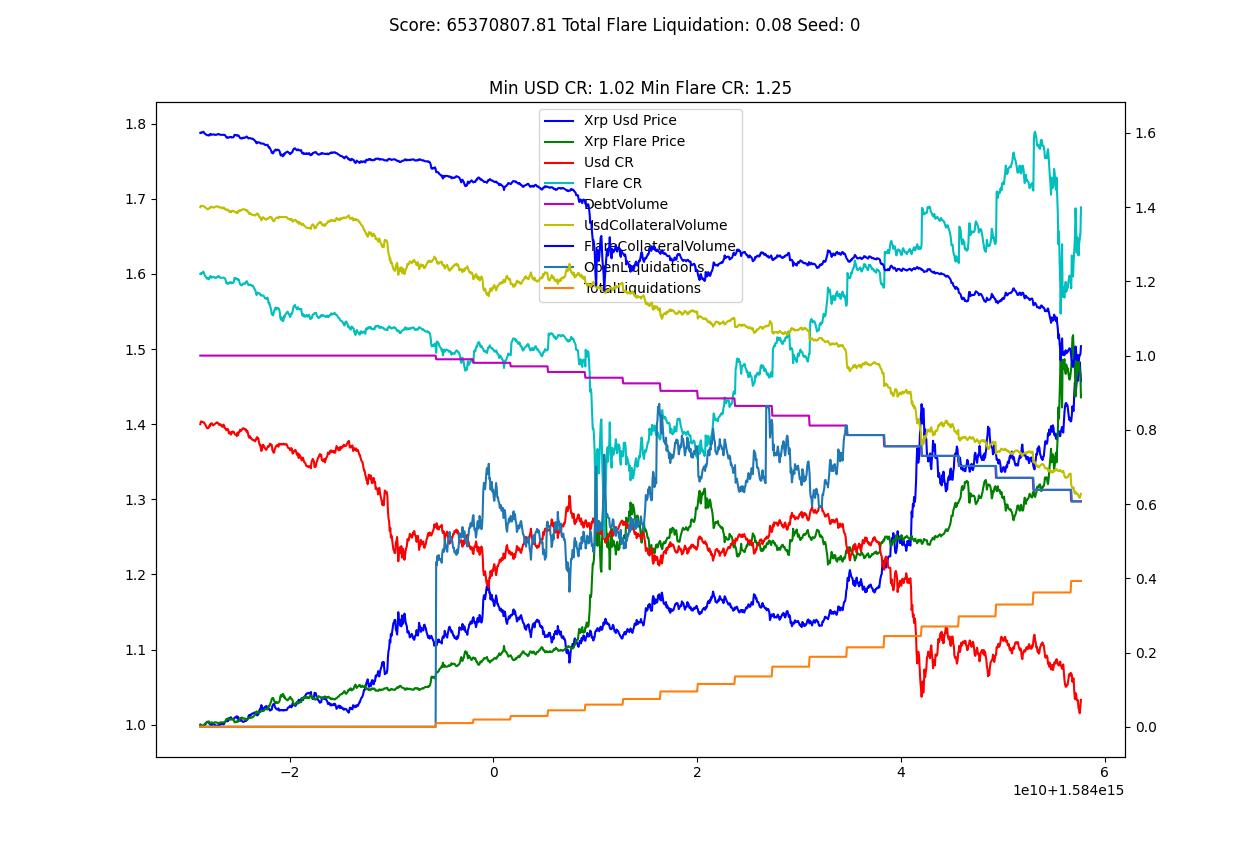 Score: 65370807.81 Total Flare Liquidation: 0.08 Seed: 0
Min USD CR: 1.02 Min Flare CR: 1.25
Xrp Usd Price
Xrp Flare Price
Usd CR
Flare CR
DebtVolume
UsdCollateralVolume
FlareCollateralVolume
OpenLiquidations
TotalLiquidations
1.8
1.7
1.6
1.5
1.4
1.3
1.2
1.1
1.0
1.6
1.4
1.2
1.0
0.8
0.6
0.4
0.2
0.0
−2 0 2 4 6
1e10+1.584e15